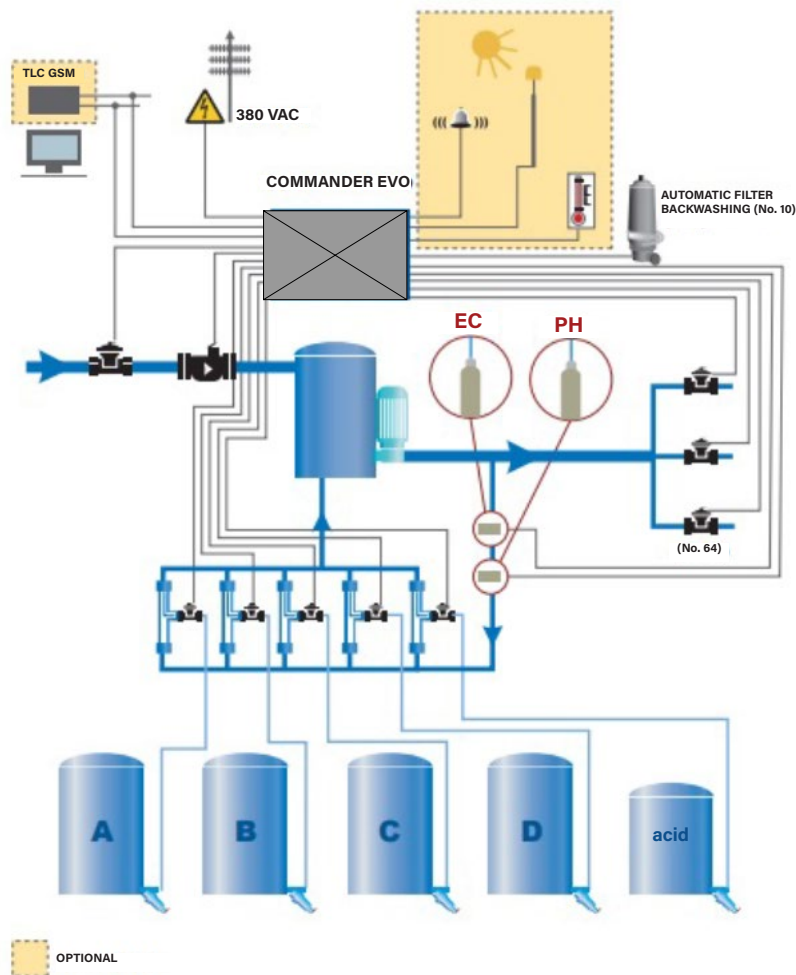 TLC GSM
380 VAC
COMMANDER EVO
AUTOMATIC FILTER
BACKWASHING (No. 10)
EC
PH
(No. 64)
A
B
C
D
acid
OPTIONAL